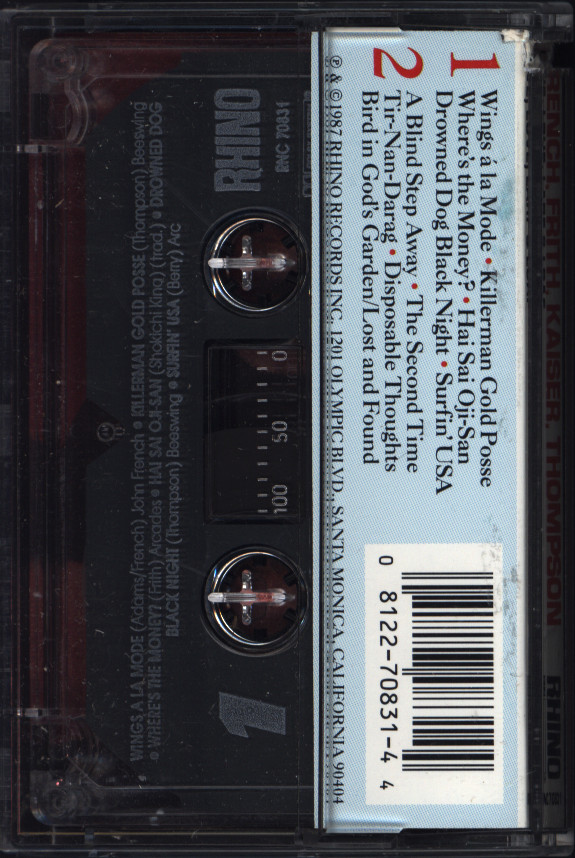 1
Wings á la Mode • Killerman Gold Posse
Where's the Money? • Hai Sai Oji-San
Drowned Dog Black Night • Surfin' USA
2
A Blind Step Away • The Second Time
Tir-Nan-Darag • Disposable Thoughts
Bird in God's Garden/Lost and Found
℗ & ©1987 RHINO RECORDS INC. 1201 OLYMPIC BLVD., SANTA MONICA, CALIFORNIA 90404
0 8122-70831-4 4
FRENCH, FRITH, KAISER, THOMPSON RHINO
RHINO
RNC 70831
0 50 100
1
WINGS Á LA MODE (Adams/French) John French • KILLERMAN GOLD POSSE (Thompson) Beeswing
• WHERE'S THE MONEY? (Frith) Arcades • HAI SAI OJI-SAN (Shokichi King) (trad.) • DROWNED DOG
BLACK NIGHT (Thompson) Beeswing • SURFIN' USA (Berry) Arc